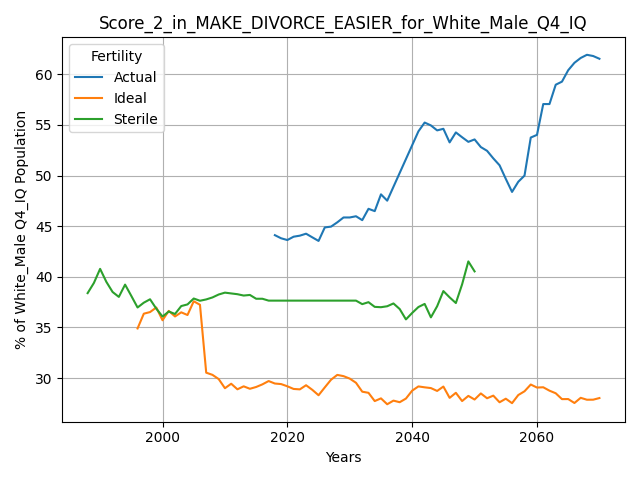 Score_2_in_MAKE_DIVORCE_EASIER_for_White_Male_Q4_IQ
Fertility
Actual
Ideal
Sterile
% of White_Male Q4_IQ Population
60
55
50
45
40
35
30
2000
2020
2040
2060
Years